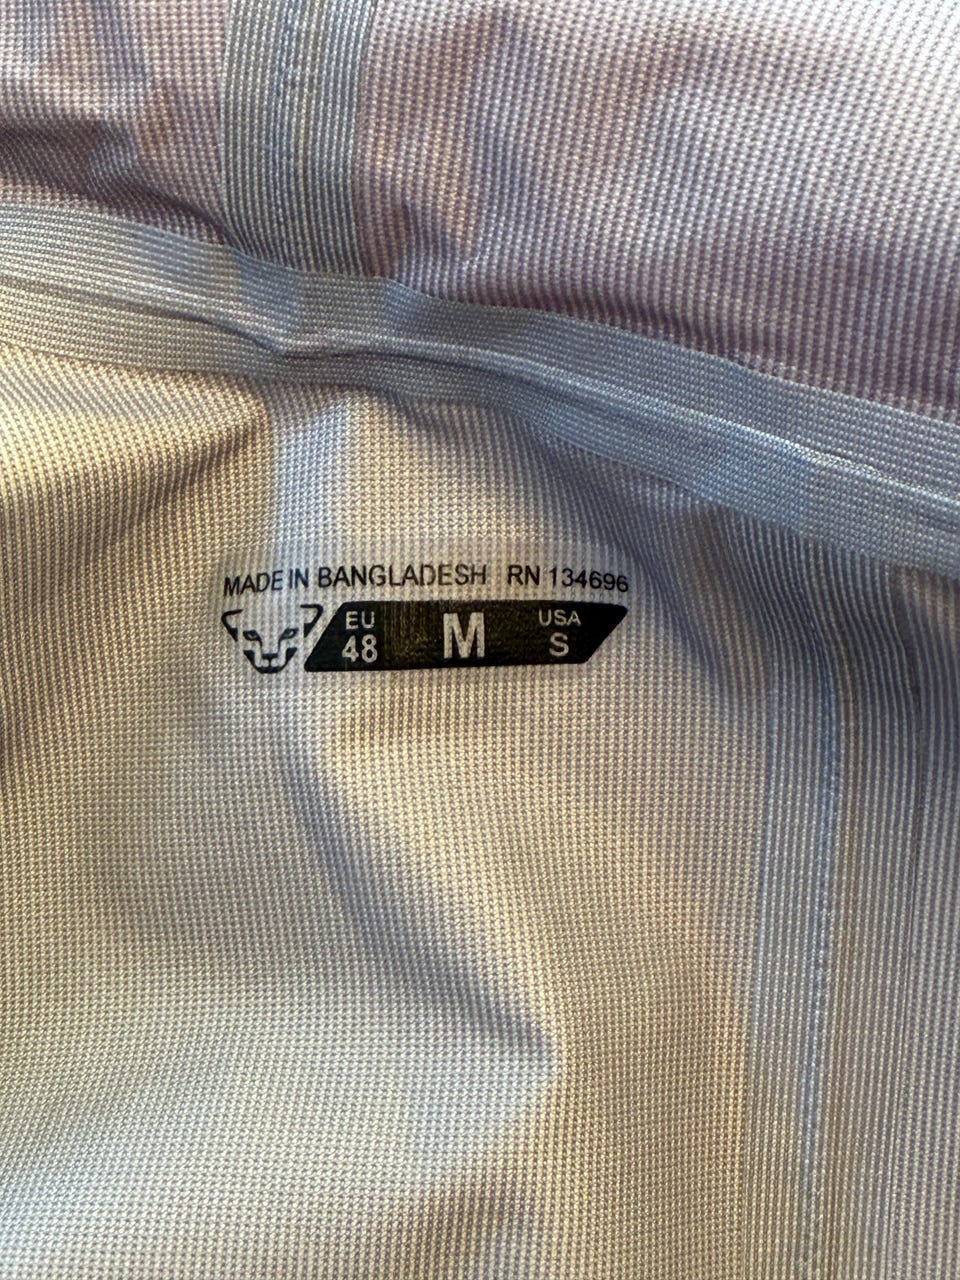 MADE IN BANGLADESH RN 134696
EU M USA
48 S